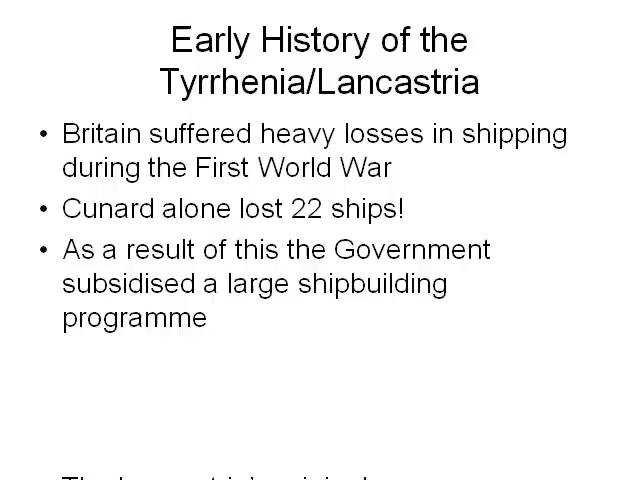 Early History of the
Tyrrhenia/Lancastria
• Britain suffered heavy losses in shipping
during the First World War
• Cunard alone lost 22 ships!
• As a result of this the Government
subsidised a large shipbuilding
programme